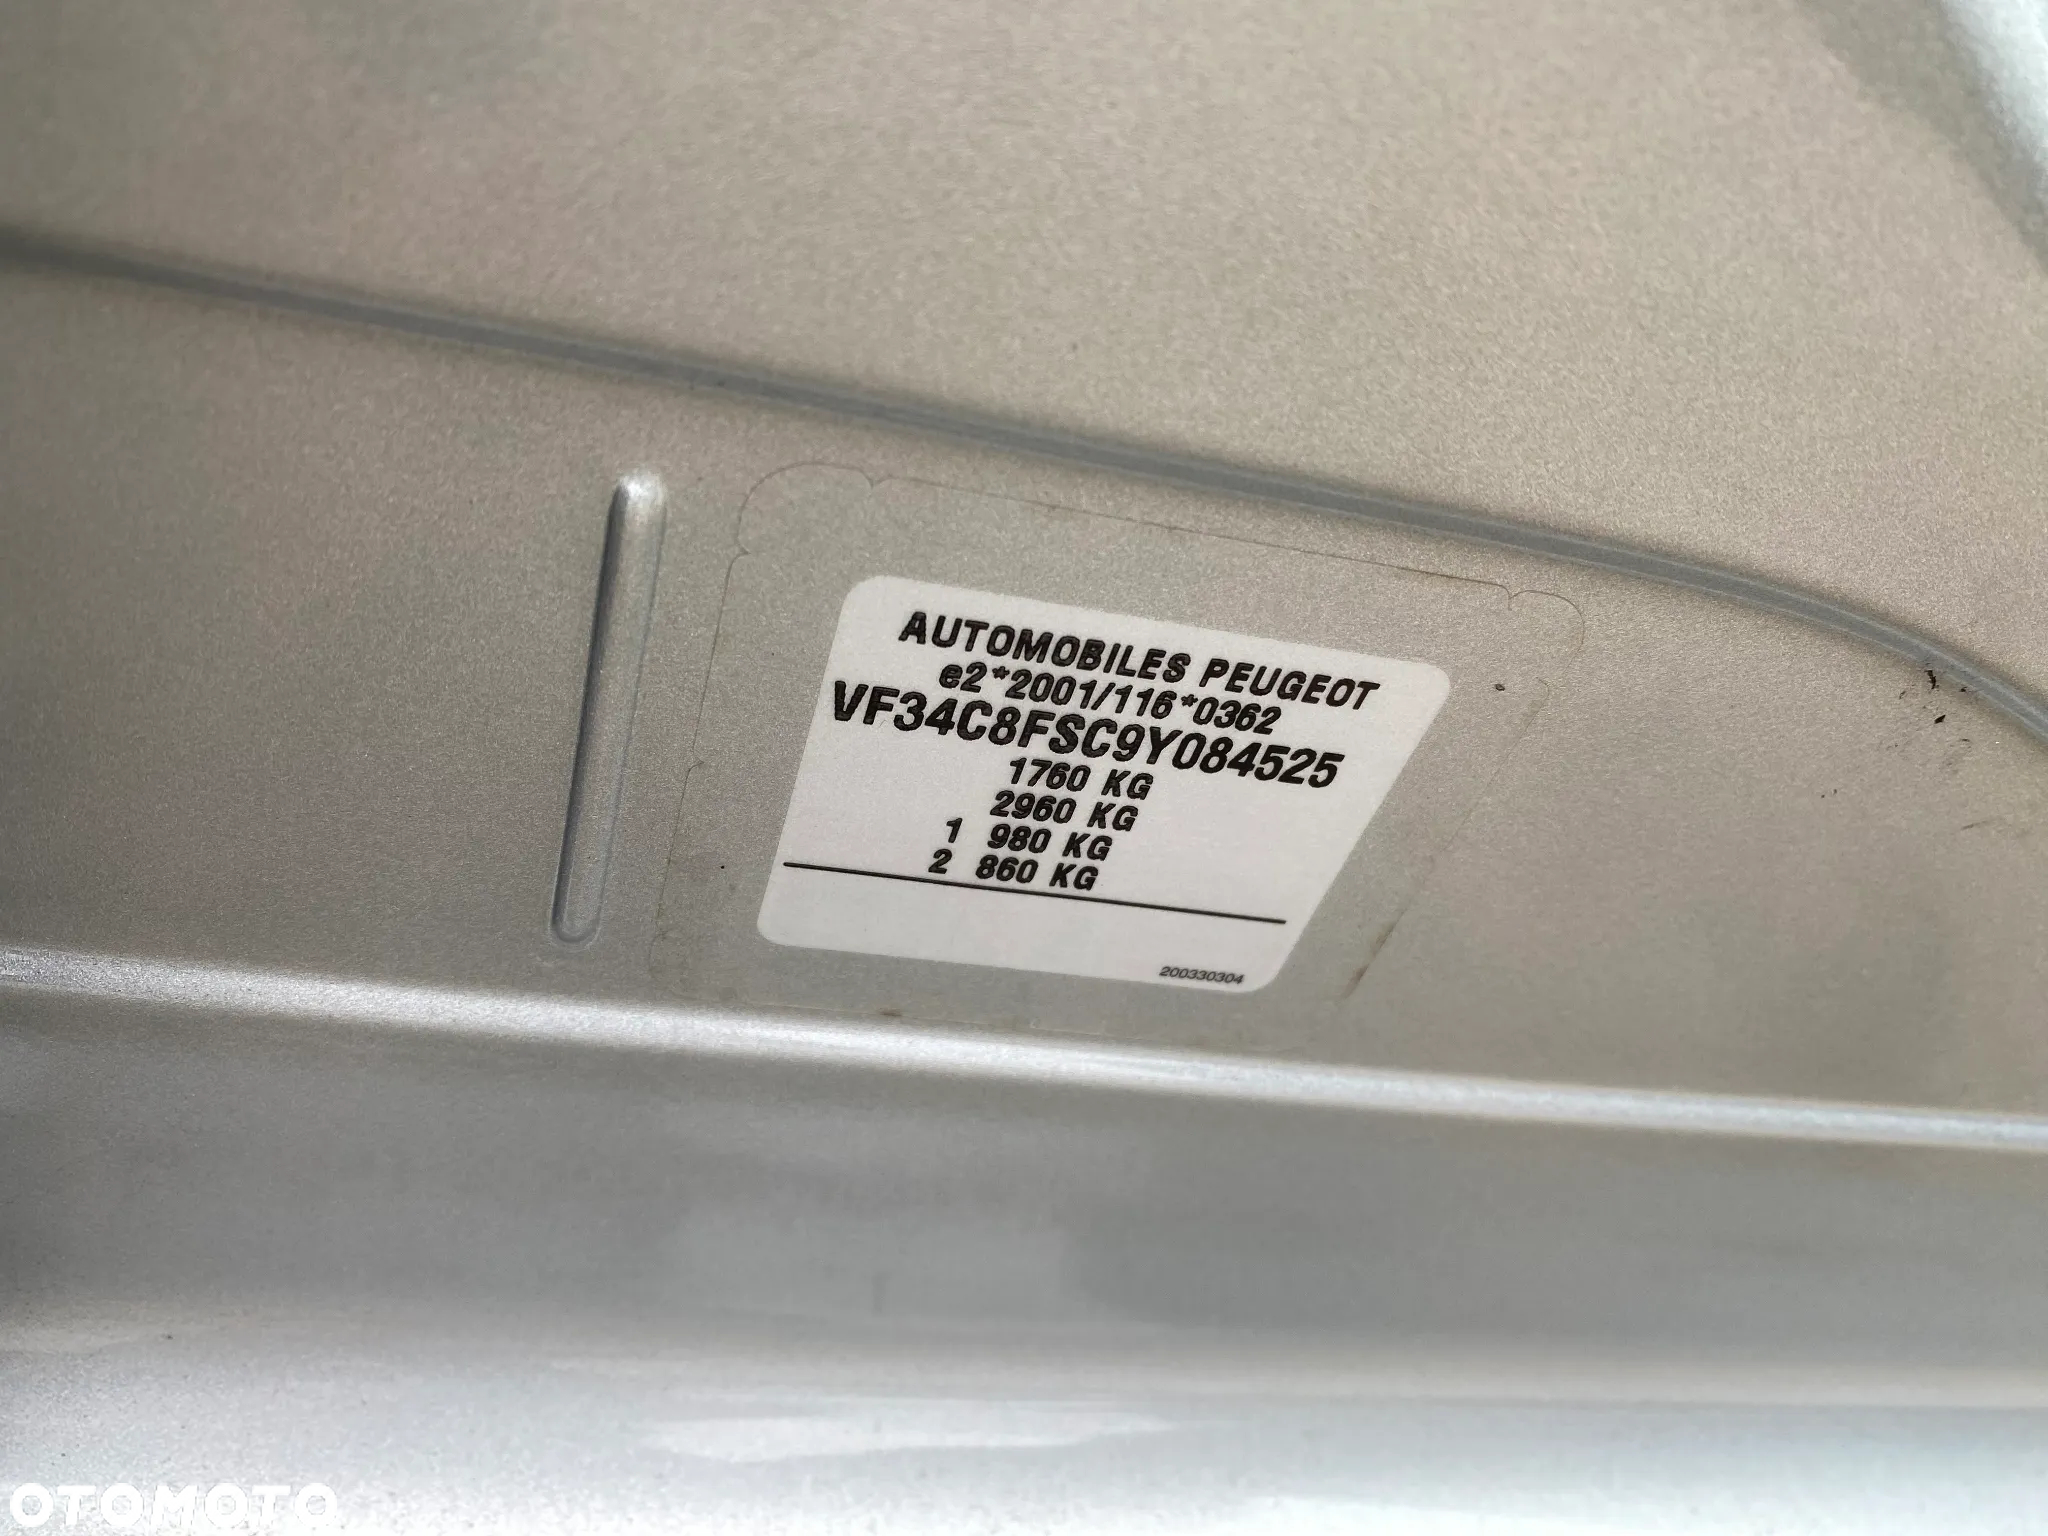 AUTOMOBILES PEUGEOT
e2*2001/116*0362
VF34C8FSC9Y084525
1760 KG
2960 KG
1 980 KG
2 860 KG
200330304
OTOMOTO